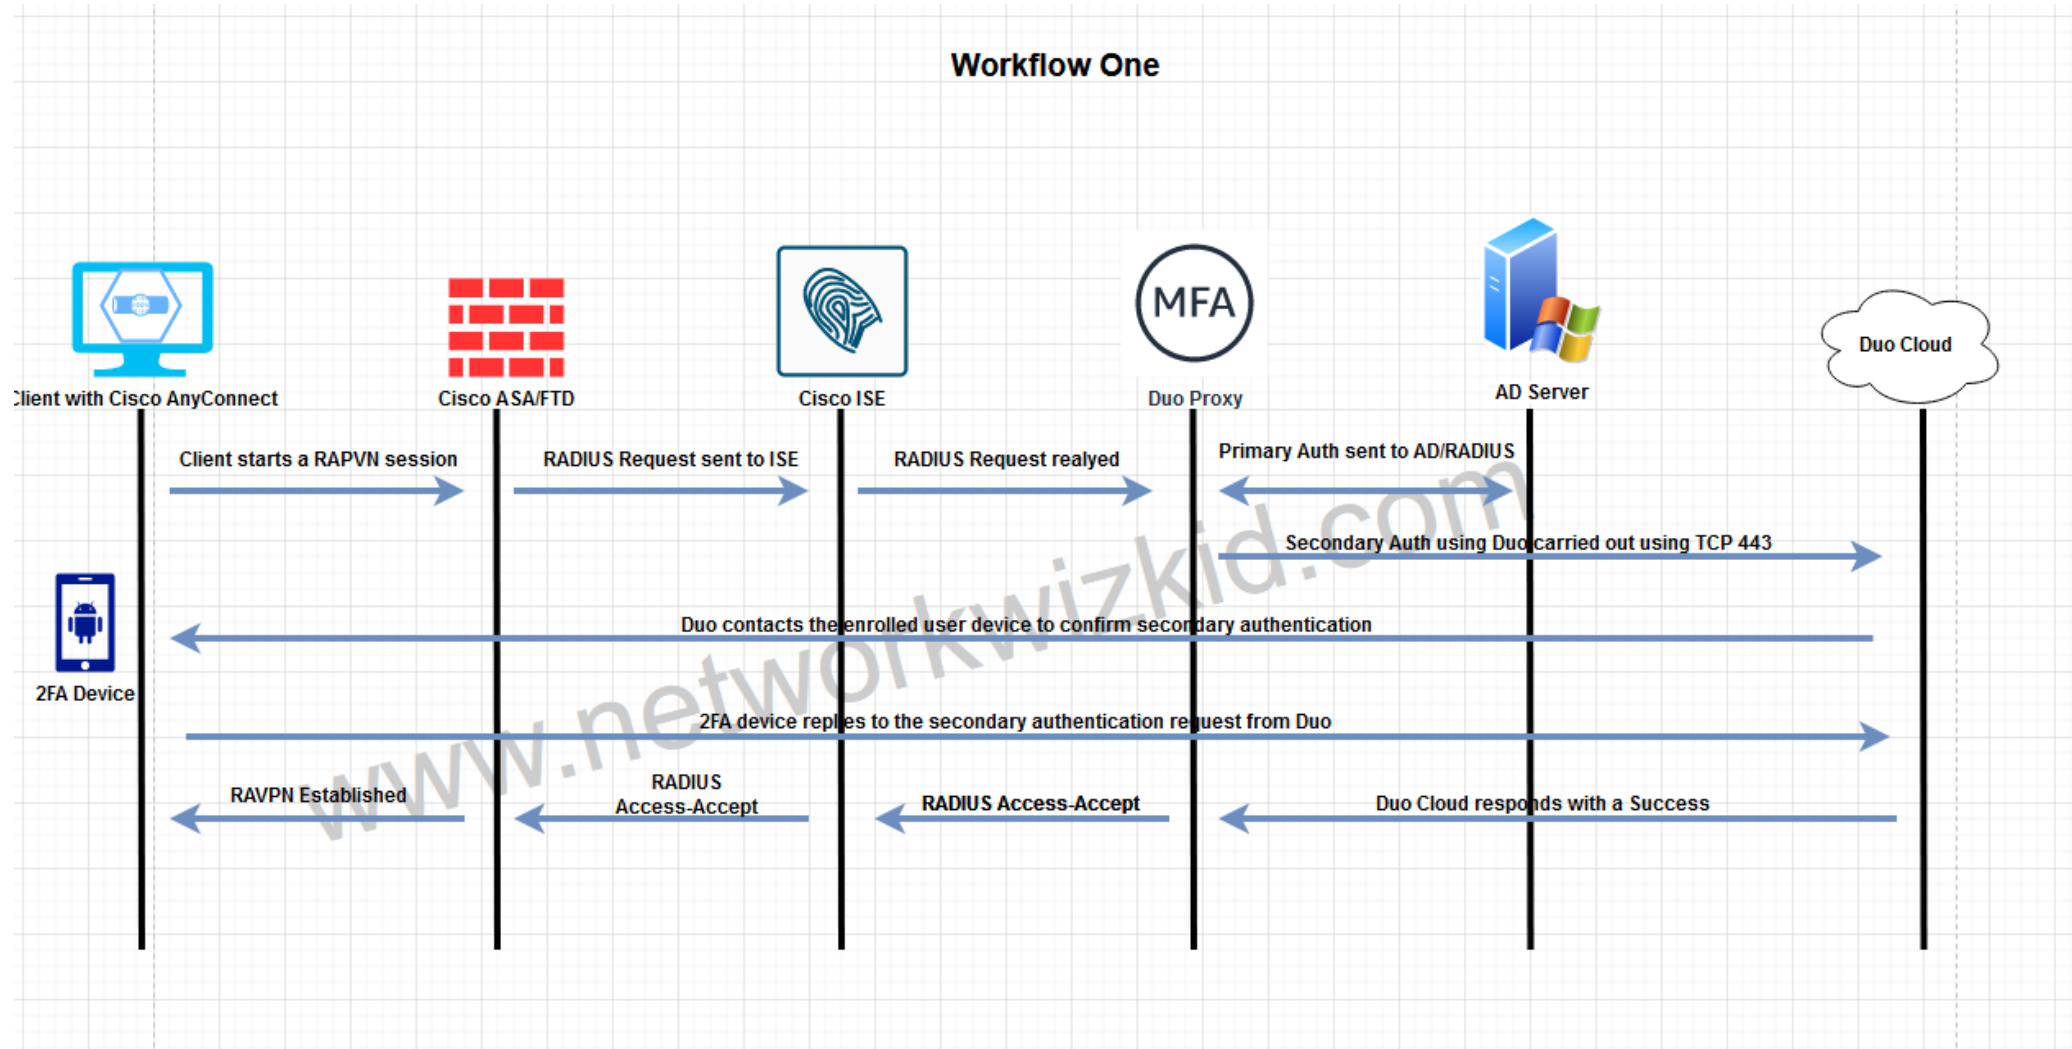 Workflow One
MFA
Duo Cloud
Client with Cisco AnyConnect
Cisco ASA/FTD
Cisco ISE
Duo Proxy
AD Server
Client starts a RAPVN session
RADIUS Request sent to ISE
RADIUS Request realyed
Primary Auth sent to AD/RADIUS
Secondary Auth using Duo carried out using TCP 443
Duo contacts the enrolled user device to confirm secondary authentication
2FA Device
2FA device replies to the secondary authentication request from Duo
RAVPN Established
RADIUS
Access-Accept
RADIUS Access-Accept
Duo Cloud responds with a Success
www.networkwizkid.com